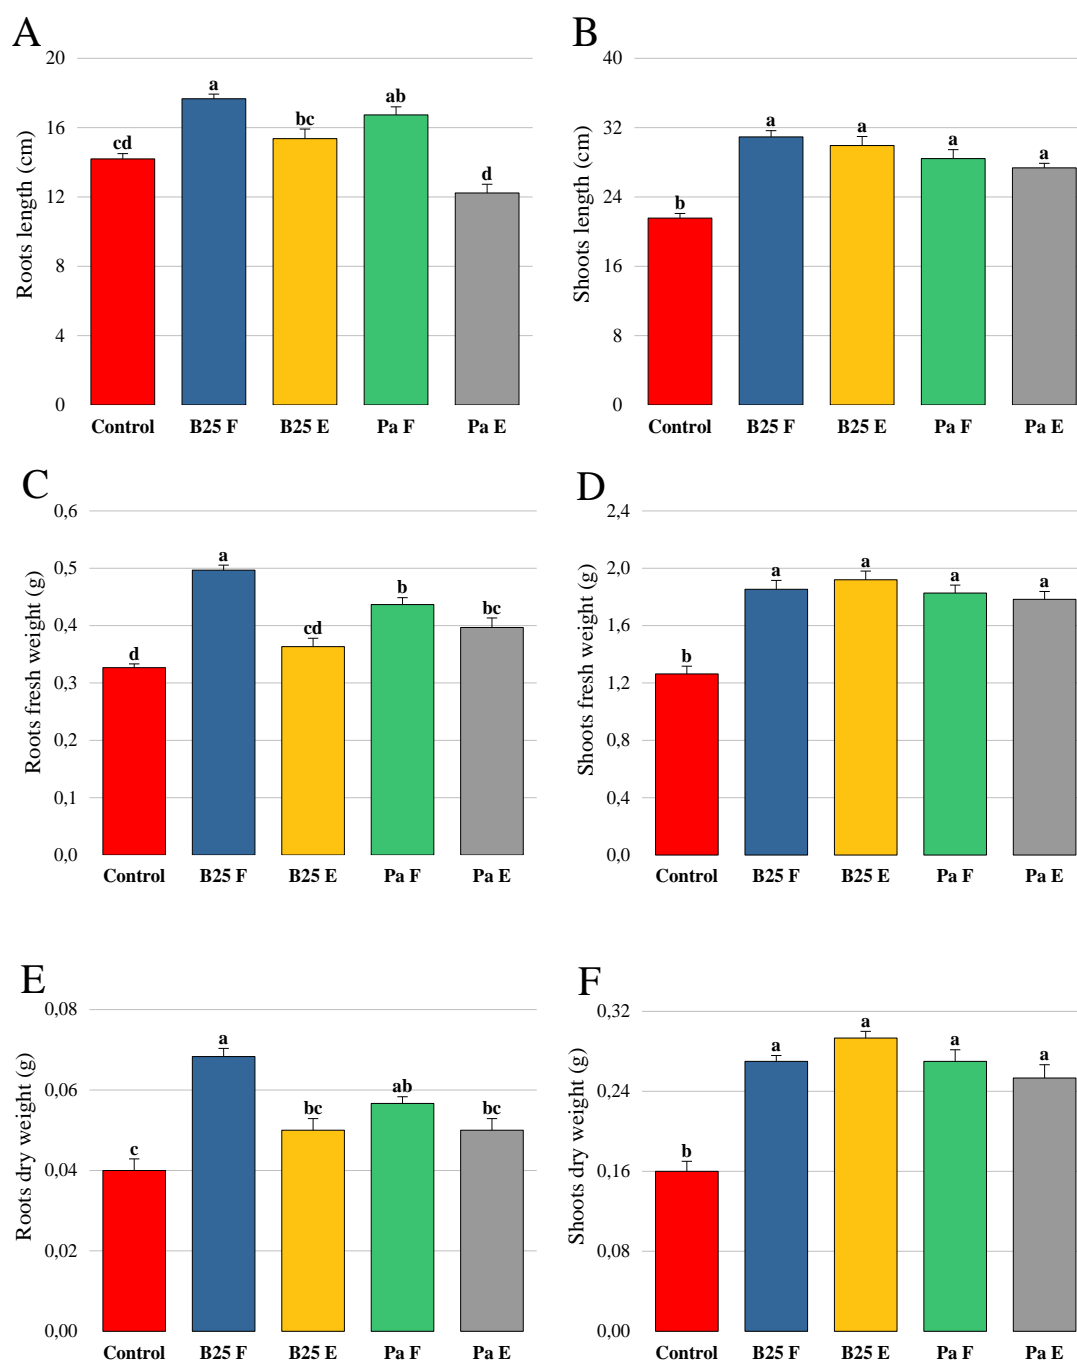 A
Roots length (cm)
20
16
12
8
4
0
cd
a
bc
ab
d
Control B25 F B25 E Pa F Pa E
B
Shoots length (cm)
40
32
24
16
8
0
b
a
a
a
a
Control B25 F B25 E Pa F Pa E
C
Roots fresh weight (g)
0,6
0,5
0,4
0,3
0,2
0,1
0,0
d
a
cd
b
bc
Control B25 F B25 E Pa F Pa E
D
Shoots fresh weight (g)
2,4
2,0
1,6
1,2
0,8
0,4
0,0
b
a
a
a
a
Control B25 F B25 E Pa F Pa E
E
Roots dry weight (g)
0,08
0,06
0,04
0,02
0,00
c
a
bc
ab
bc
Control B25 F B25 E Pa F Pa E
F
Shoots dry weight (g)
0,32
0,24
0,16
0,08
0,00
b
a
a
a
a
Control B25 F B25 E Pa F Pa E